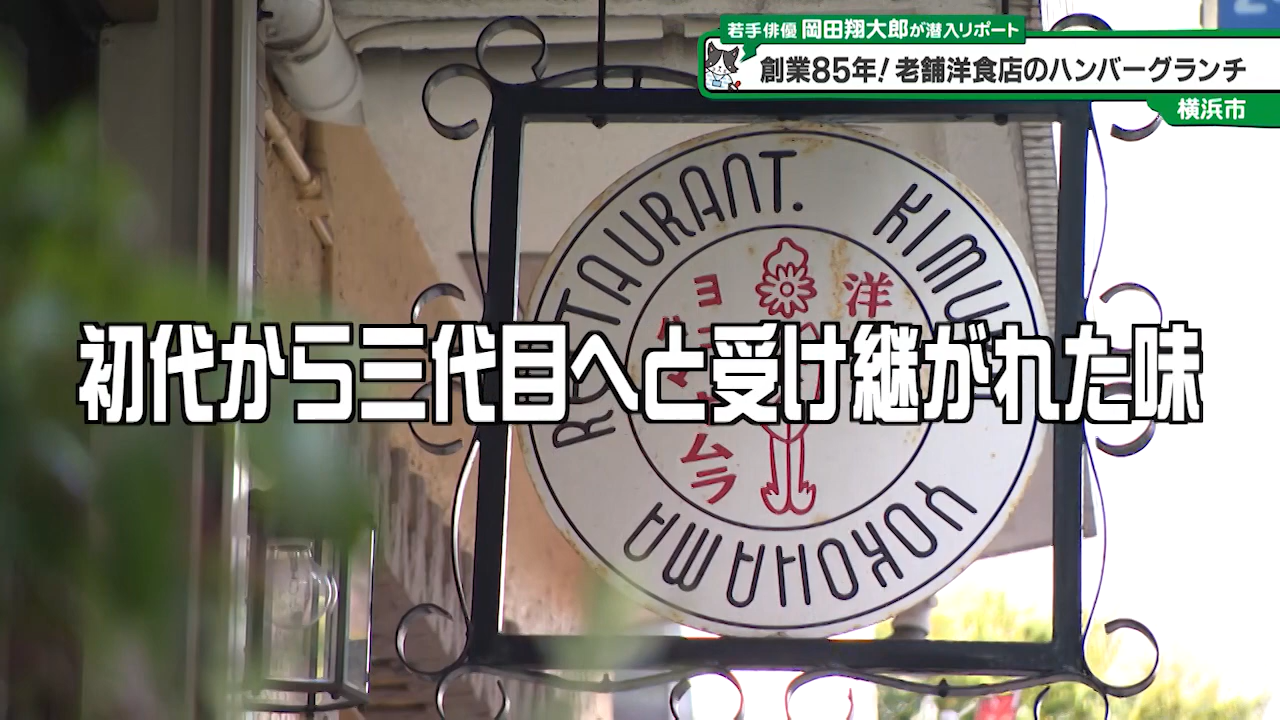 若手俳優 岡田翔大郎が潜入リポート
創業85年!老舗洋食店のハンバーグランチ
横浜市
RESTAURANT. KIMU
洋
ムラ
初代から三代目へと受け継がれた味
YOKOHAMA